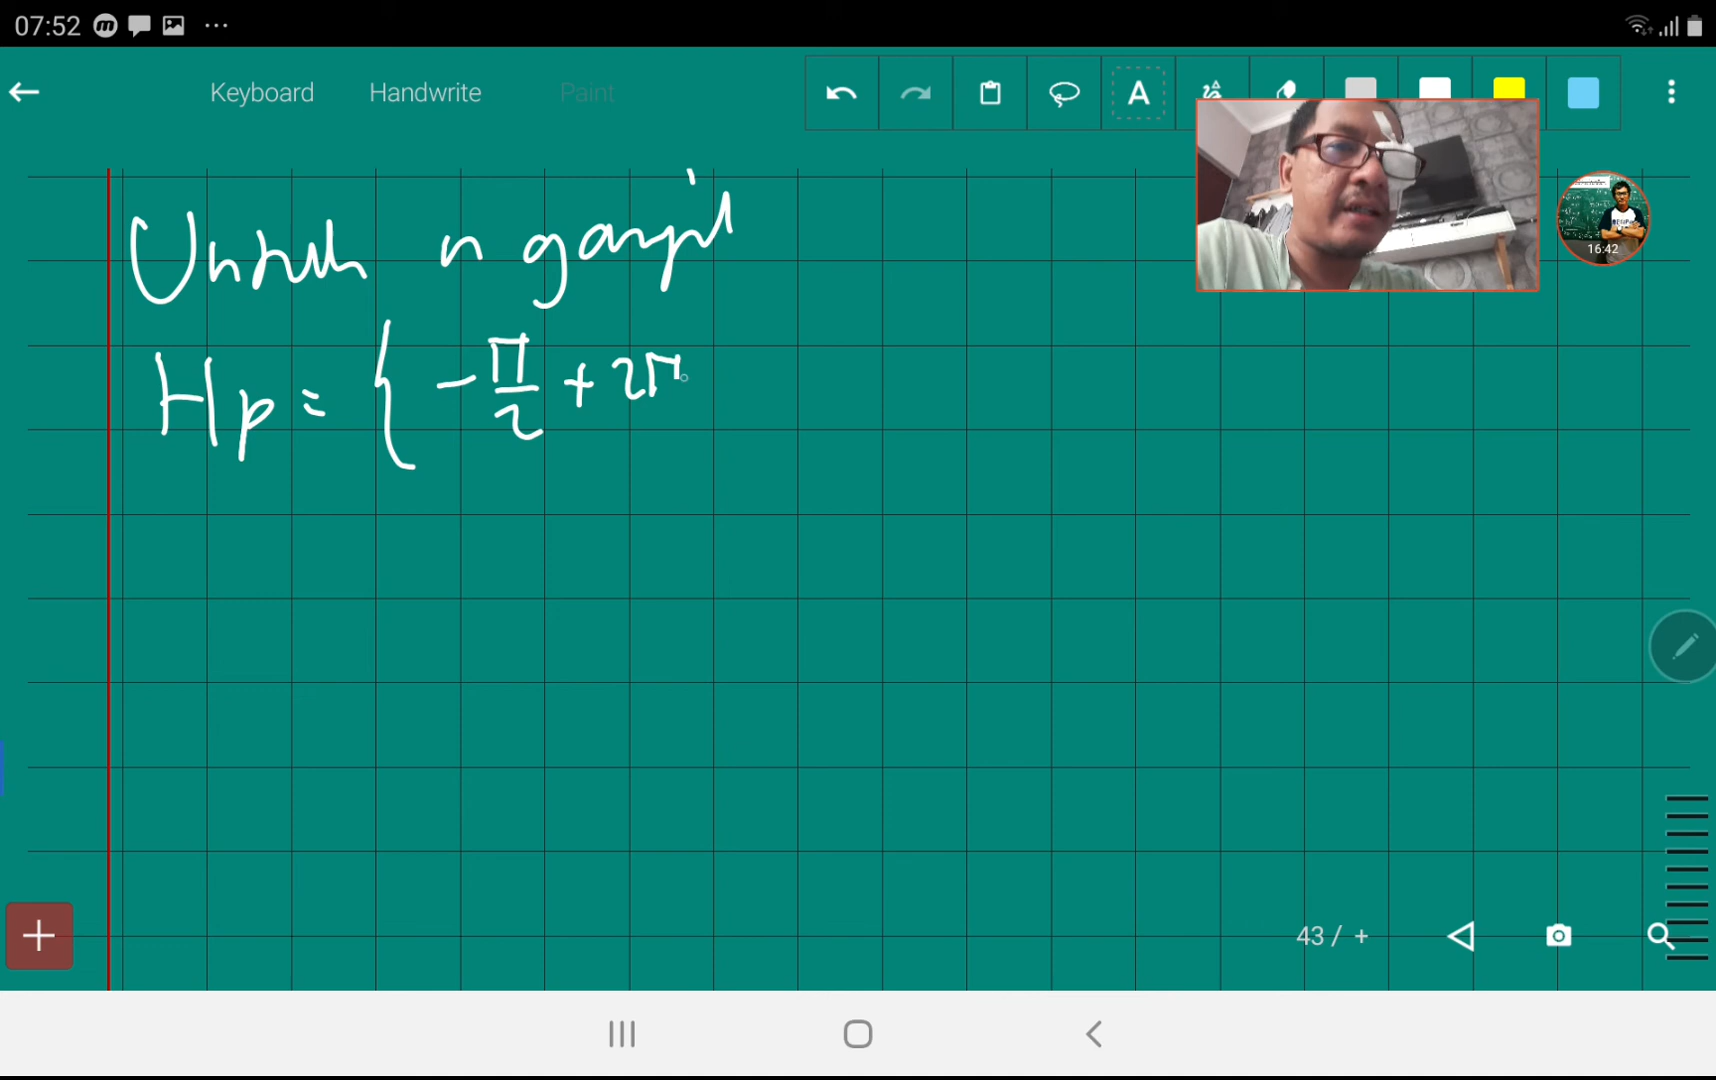 07:52
Keyboard Handwrite Paint A
16:42
Untuk n ganjil
Hp = { -π/2 + 2π
43 / +